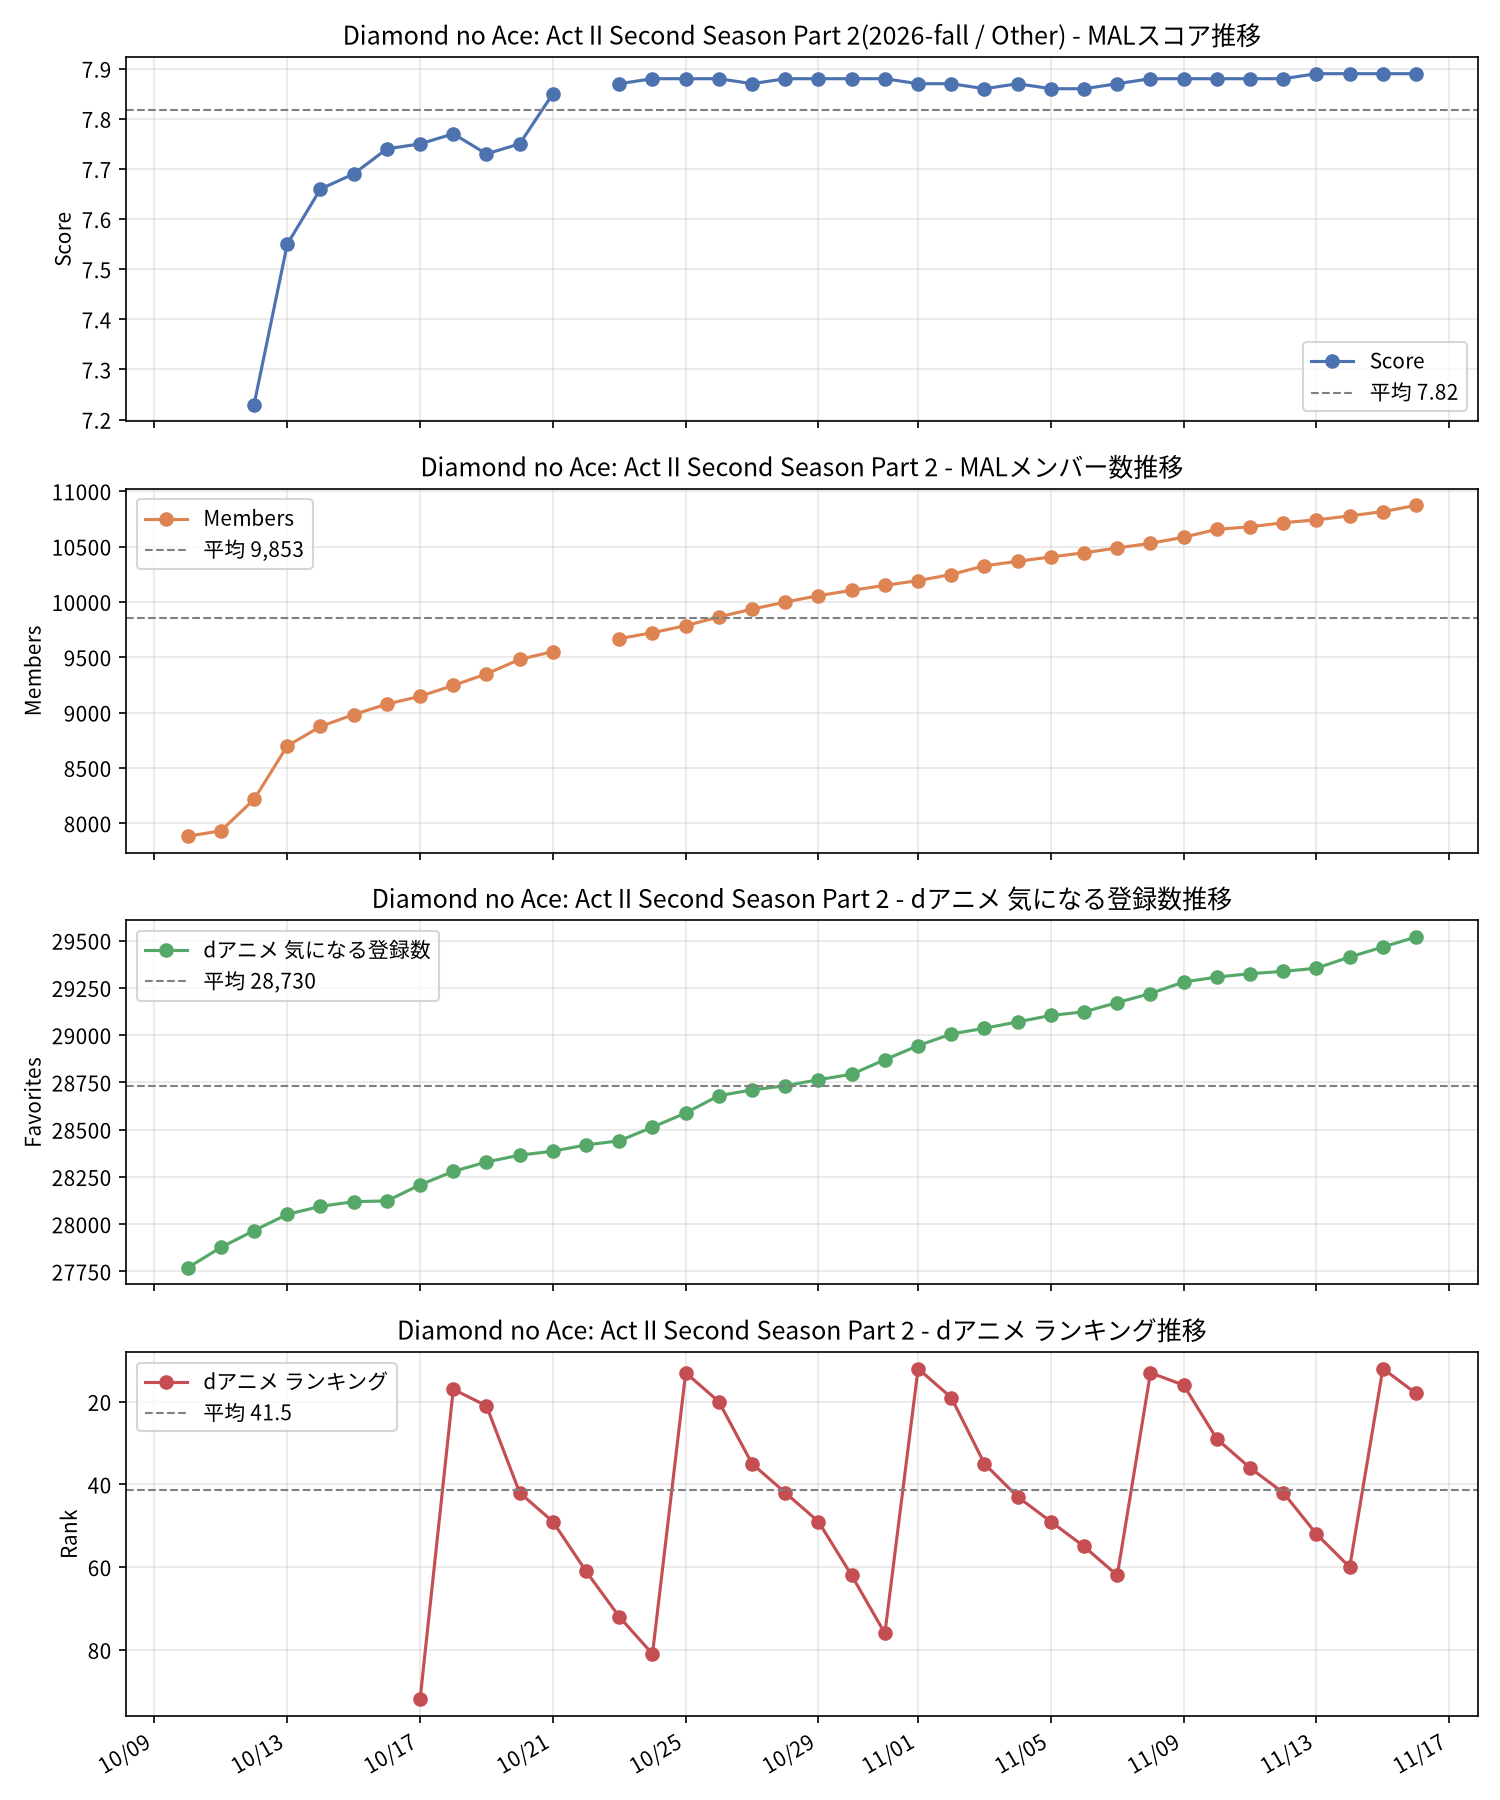 Diamond no Ace: Act II Second Season Part 2(2026-fall / Other) - MALスコア推移
7.9
7.8
7.7
7.6
7.5
7.4
7.3
7.2
Score
Score
平均 7.82
Diamond no Ace: Act II Second Season Part 2 - MALメンバー数推移
11000
10500
10000
9500
9000
8500
8000
Members
Members
平均 9,853
Diamond no Ace: Act II Second Season Part 2 - dアニメ 気になる登録数推移
29500
29250
29000
28750
28500
28250
28000
27750
Favorites
dアニメ 気になる登録数
平均 28,730
Diamond no Ace: Act II Second Season Part 2 - dアニメ ランキング推移
20
40
60
80
Rank
dアニメ ランキング
平均 41.5
10/09
10/13
10/17
10/21
10/25
10/29
11/01
11/05
11/09
11/13
11/17